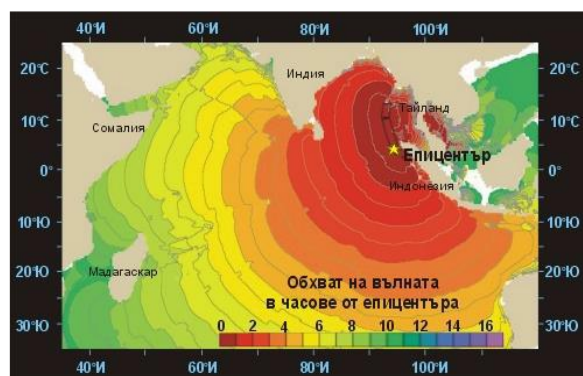 40°И 60°И 80°И 100°И
20°С
10°С
0°
10°Ю
20°Ю
30°Ю
Индия
Тайланд
Сомалия
Епицентър
Индонезия
Мадагаскар
Обхват на вълната
в часове от епицентъра
0 2 4 6 8 10 12 14 16
20°С
10°С
0°
10°Ю
20°Ю
30°Ю
40°И 60°И 80°И 100°И